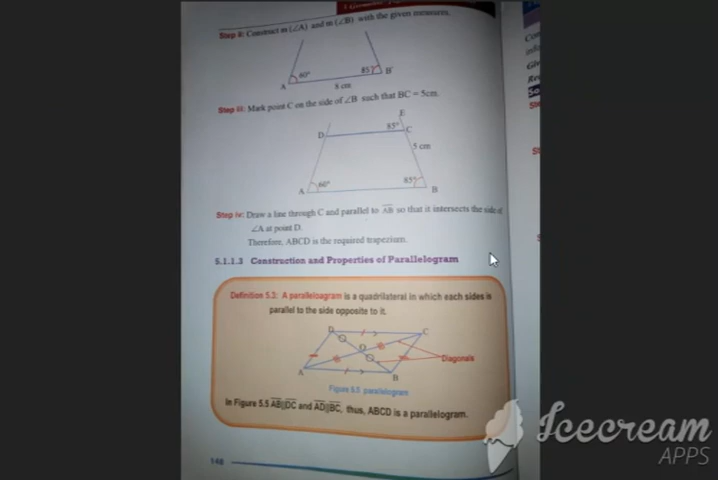 Step ii: Construct m (∠A) and m (∠B) with the given measures.
60°
85°
A
B
8 cm
Step iii: Mark point C on the side of ∠B such that BC = 5cm.
E
D
85°
C
5 cm
A
60°
85°
B
Step iv: Draw a line through C and parallel to AB so that it intersects the side of
∠A at point D.
Therefore, ABCD is the required trapezium.
5.1.1.3 Construction and Properties of Parallelogram
Definition 5.3: A paralleloagram is a quadrilateral in which each sides is
parallel to the side opposite to it.
D
C
O
Diagonals
A
B
Figure 5.5 parallelogram
In Figure 5.5 AB||DC and AD||BC, thus, ABCD is a parallelogram.
148
Icecream
APPS